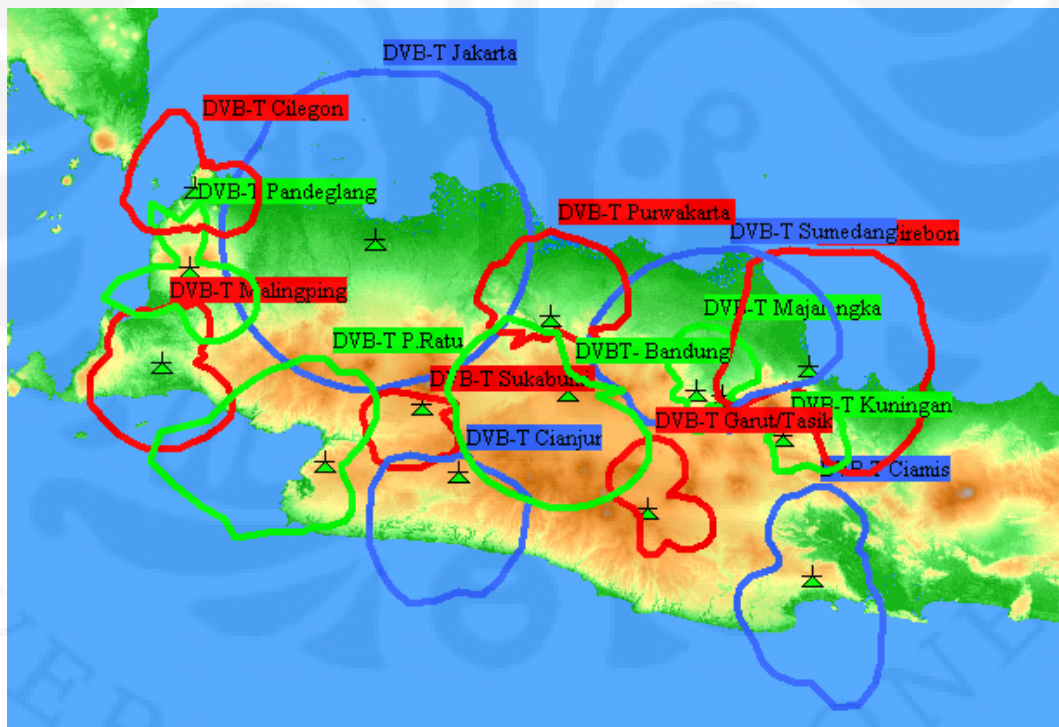 DVB-T Jakarta
DVB-T Cilegon
DVB-T Pandeglang
DVB-T Purwakarta
DVB-T Sumedang
irebon
DVB-T Malingping
DVB-T Majalengka
DVB-T P.Ratu
DVBT- Bandung
DVB-T Sukabumi
DVB-T Kuningan
DVB-T Garut/Tasik
DVB-T Cianjur
DVB-T Ciamis